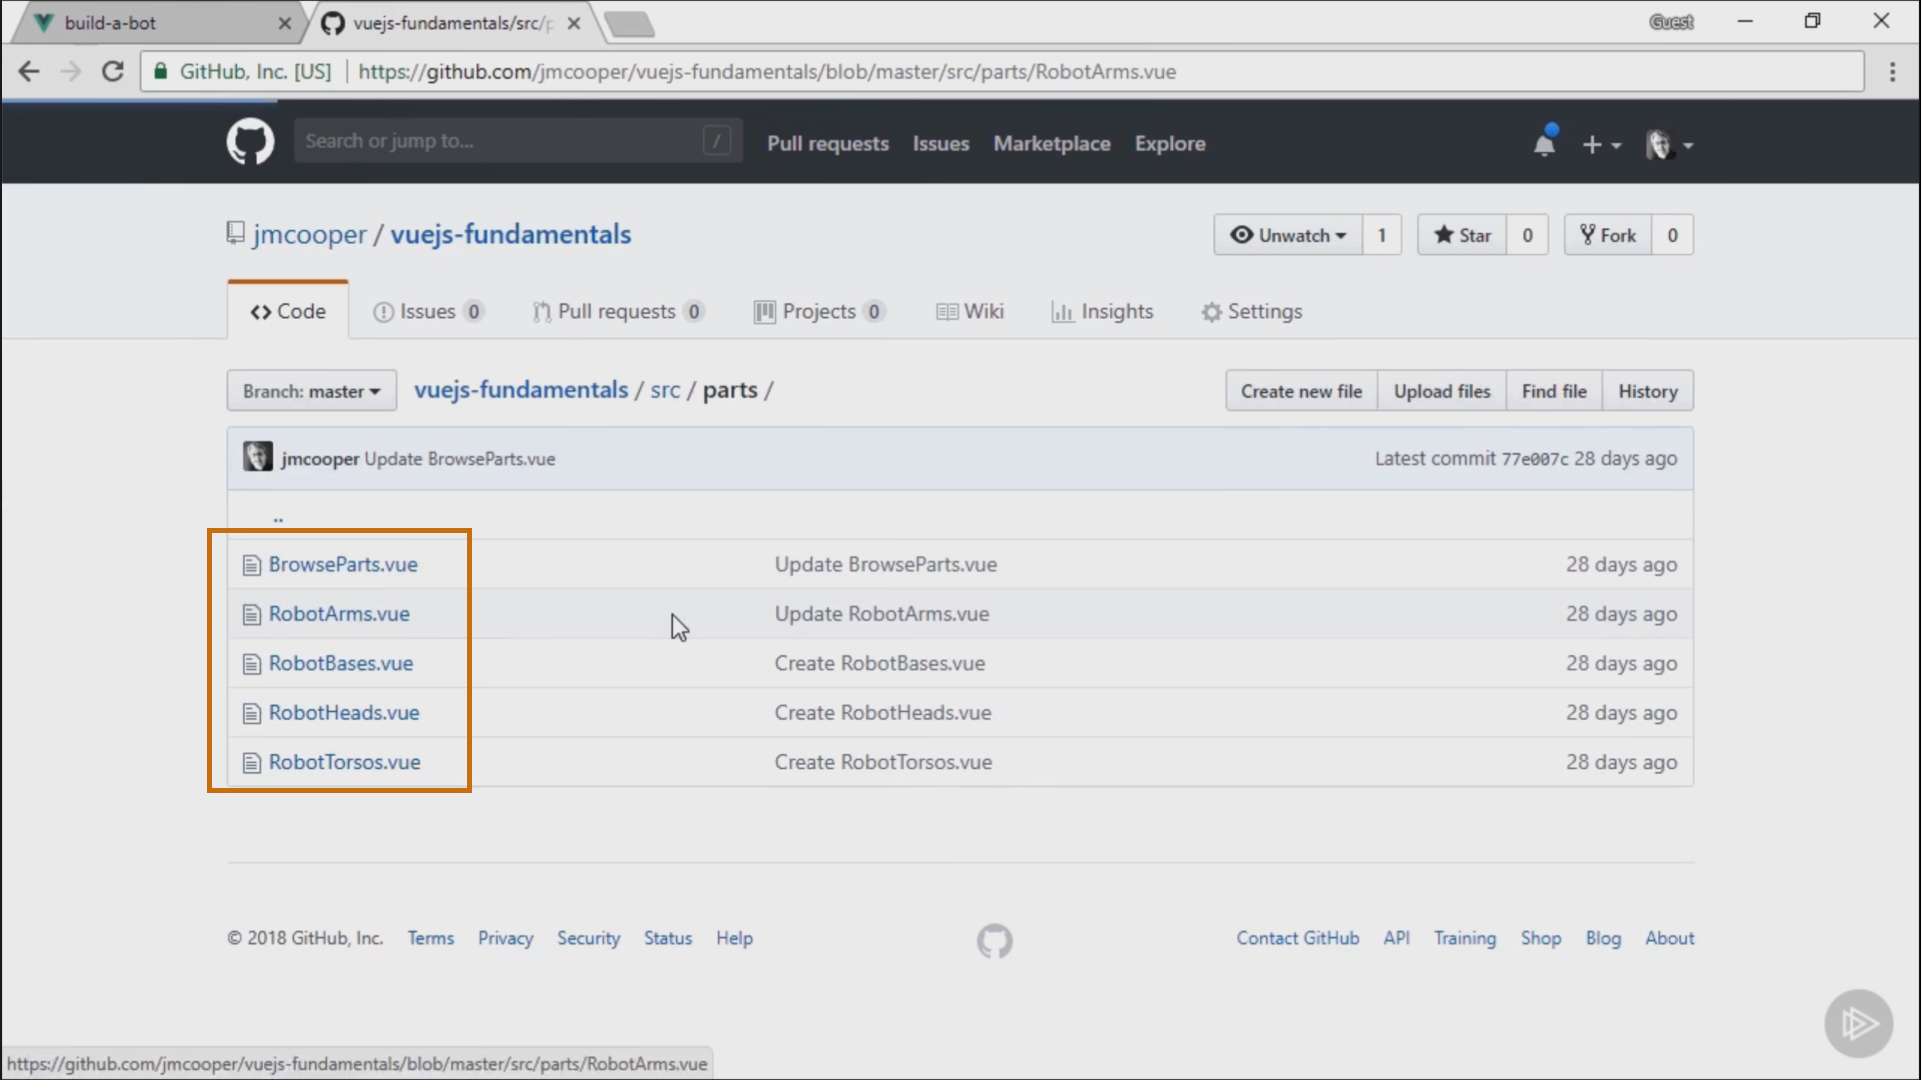 build-a-bot
vuejs-fundamentals/src/p
Guest
GitHub, Inc. [US] https://github.com/jmcooper/vuejs-fundamentals/blob/master/src/parts/RobotArms.vue
Search or jump to... /
Pull requests Issues Marketplace Explore
jmcooper / vuejs-fundamentals
Unwatch 1 Star 0 Fork 0
Code Issues 0 Pull requests 0 Projects 0 Wiki Insights Settings
Branch: master vuejs-fundamentals / src / parts /
Create new file Upload files Find file History
jmcooper Update BrowseParts.vue Latest commit 77e007c 28 days ago
..
BrowseParts.vue Update BrowseParts.vue 28 days ago
RobotArms.vue Update RobotArms.vue 28 days ago
RobotBases.vue Create RobotBases.vue 28 days ago
RobotHeads.vue Create RobotHeads.vue 28 days ago
RobotTorsos.vue Create RobotTorsos.vue 28 days ago
© 2018 GitHub, Inc. Terms Privacy Security Status Help
Contact GitHub API Training Shop Blog About
https://github.com/jmcooper/vuejs-fundamentals/blob/master/src/parts/RobotArms.vue